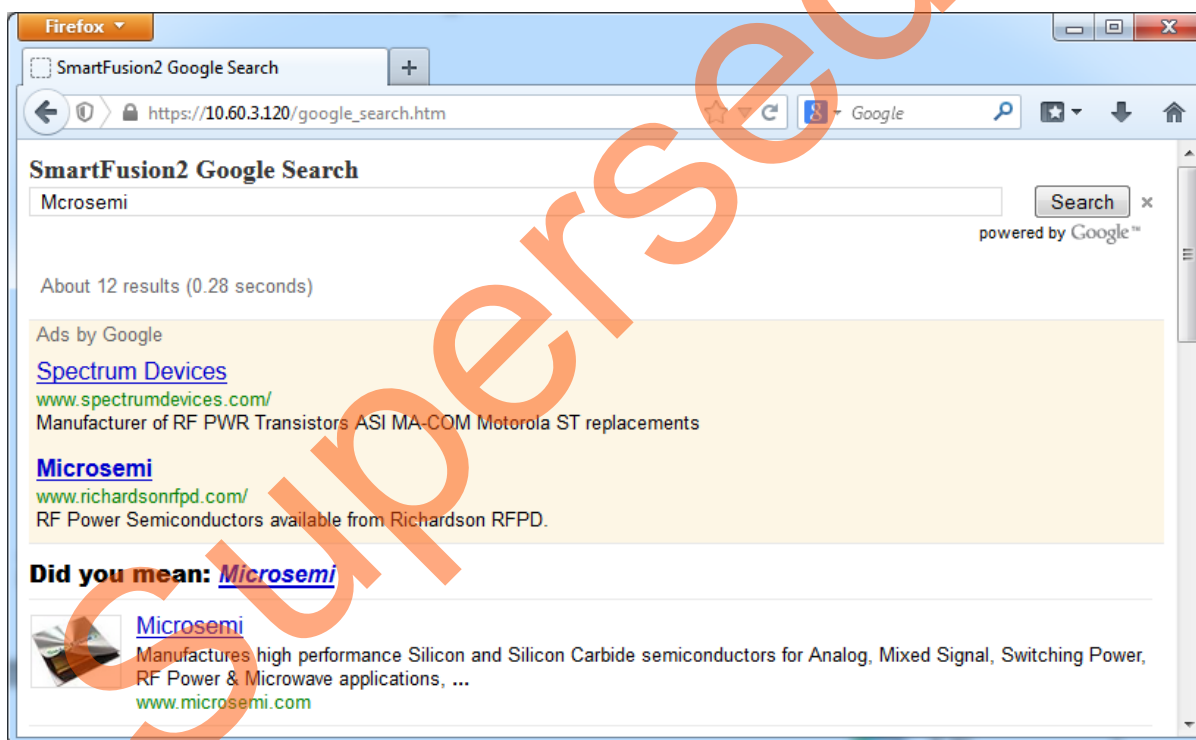 Firefox
SmartFusion2 Google Search
https://10.60.3.120/google_search.htm
Google
SmartFusion2 Google Search
Mcrosemi
Search
powered by Google™
About 12 results (0.28 seconds)
Ads by Google
Spectrum Devices
www.spectrumdevices.com/
Manufacturer of RF PWR Transistors ASI MA-COM Motorola ST replacements
Microsemi
www.richardsonrfpd.com/
RF Power Semiconductors available from Richardson RFPD.
Did you mean: Microsemi
Microsemi
Manufactures high performance Silicon and Silicon Carbide semiconductors for Analog, Mixed Signal, Switching Power,
RF Power & Microwave applications, ...
www.microsemi.com
Superse